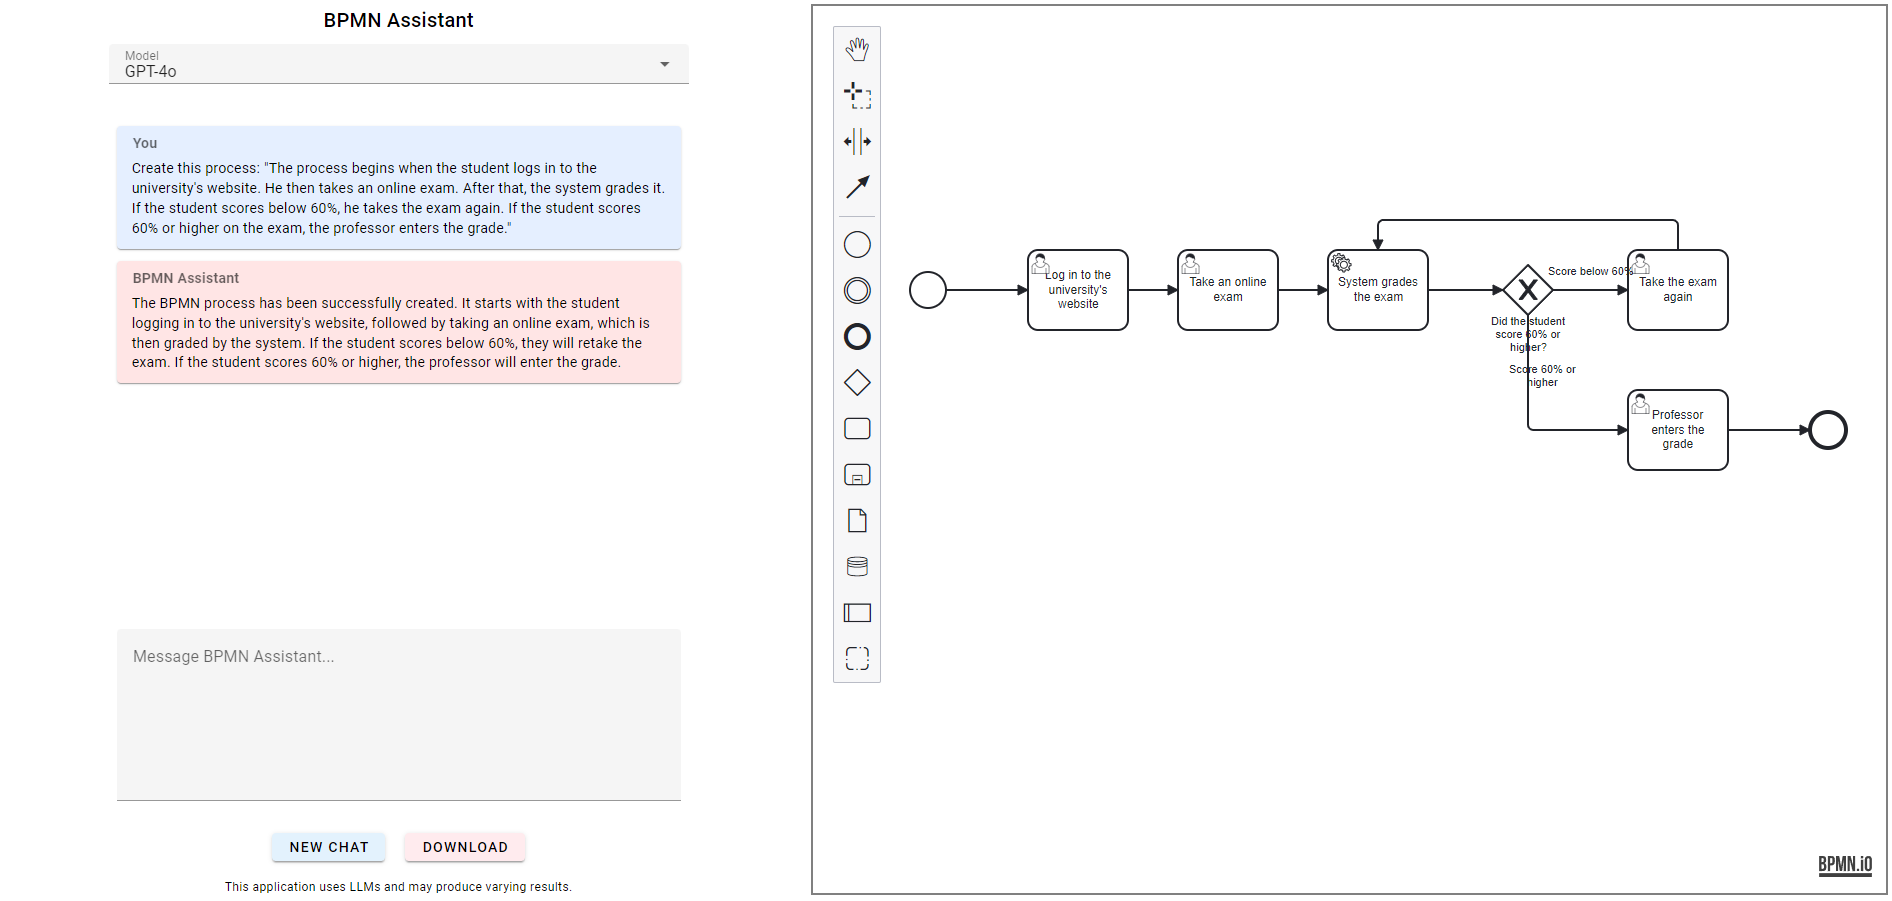 BPMN Assistant
Model
GPT-4o
You
Create this process: "The process begins when the student logs in to the
university's website. He then takes an online exam. After that, the system grades it.
If the student scores below 60%, he takes the exam again. If the student scores
60% or higher on the exam, the professor enters the grade."
BPMN Assistant
The BPMN process has been successfully created. It starts with the student
logging in to the university's website, followed by taking an online exam, which is
then graded by the system. If the student scores below 60%, they will retake the
exam. If the student scores 60% or higher, the professor will enter the grade.
Message BPMN Assistant...
NEW CHAT
DOWNLOAD
This application uses LLMs and may produce varying results.
Log in to the
university's
website
Take an online
exam
System grades
the exam
X
Score below 60%
Take the exam
again
Did the student
score 60% or
higher?
Score 60% or
higher
Professor
enters the
grade
BPMN.iO